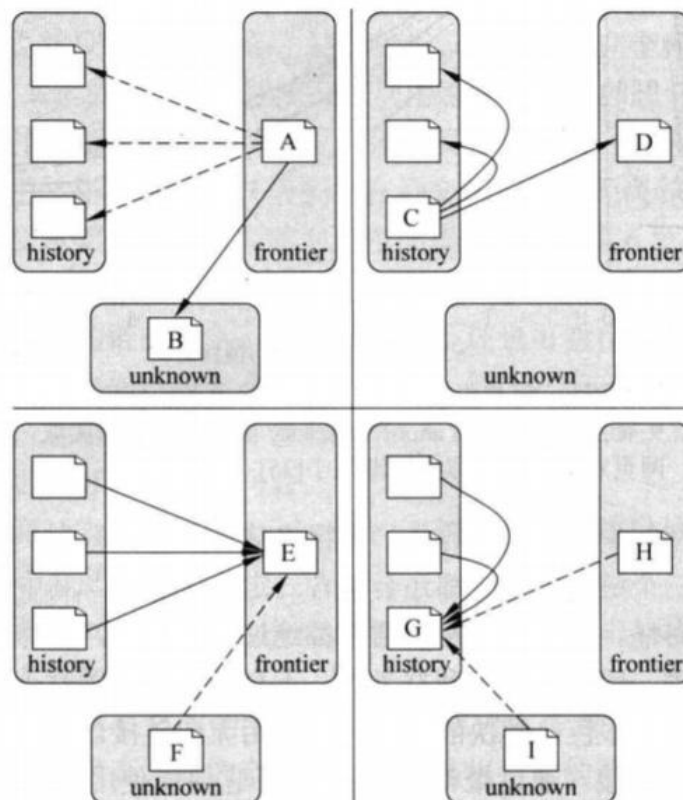 A
history
frontier
B
unknown
D
C
history
frontier
unknown
E
history
frontier
F
unknown
H
G
history
frontier
I
unknown